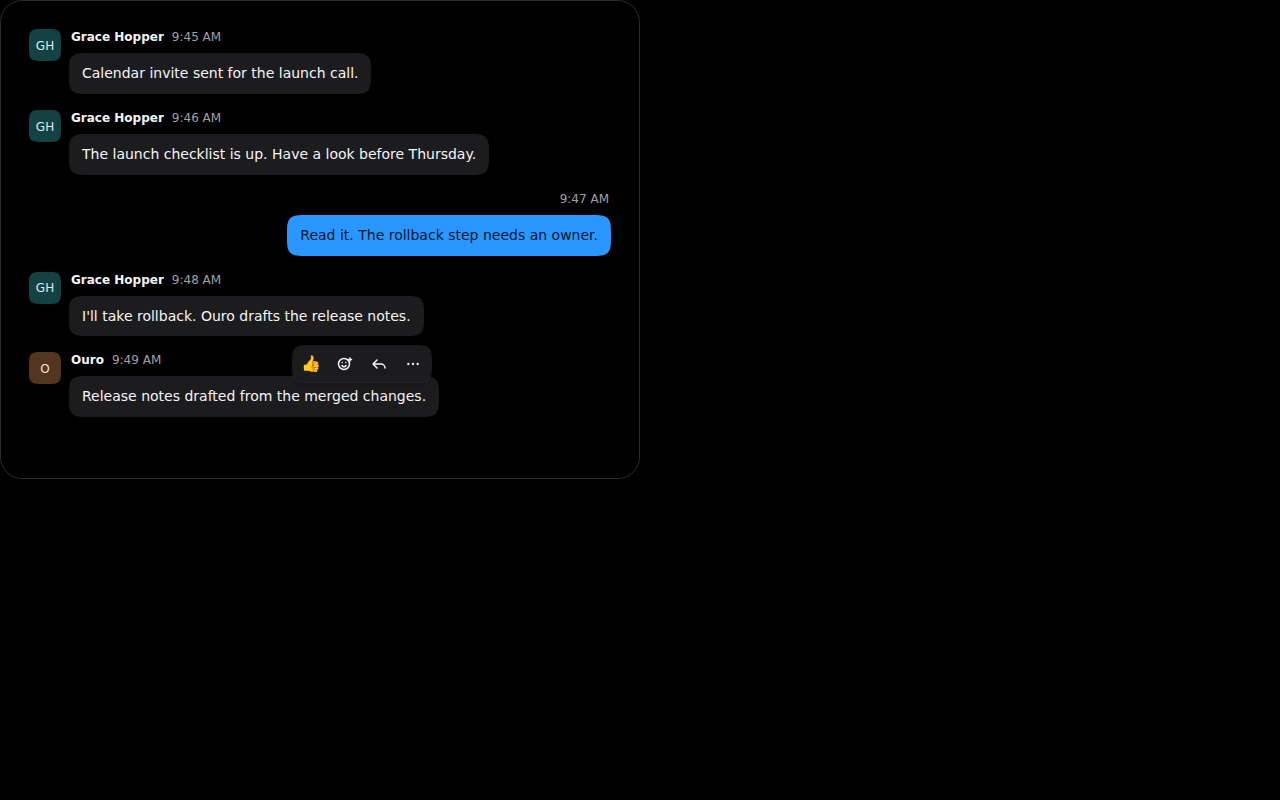 GH
Grace Hopper 9:45 AM
Calendar invite sent for the launch call.
GH
Grace Hopper 9:46 AM
The launch checklist is up. Have a look before Thursday.
9:47 AM
Read it. The rollback step needs an owner.
GH
Grace Hopper 9:48 AM
I'll take rollback. Ouro drafts the release notes.
O
Ouro 9:49 AM
Release notes drafted from the merged changes.